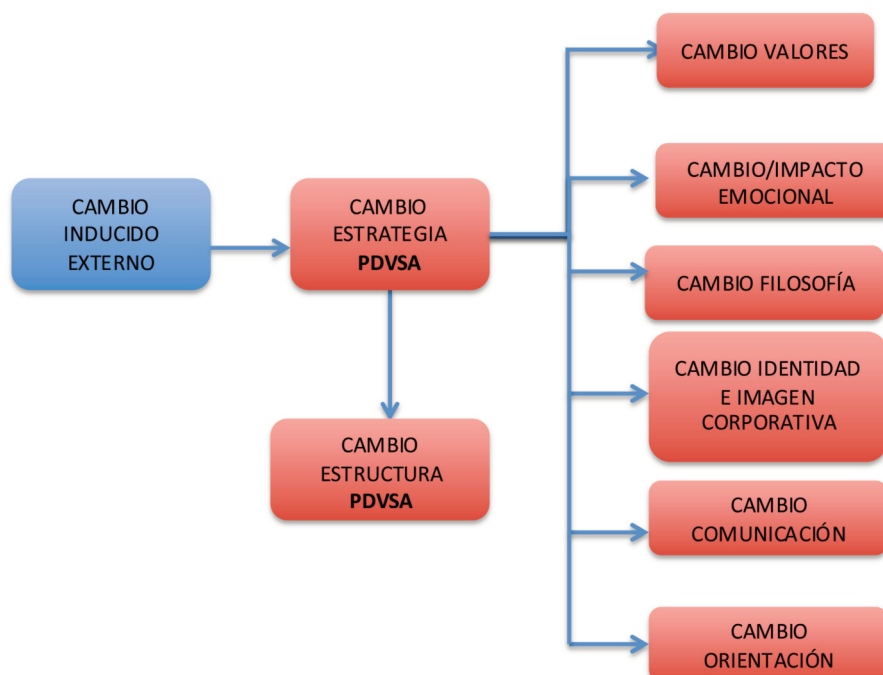 CAMBIO
INDUCIDO
EXTERNO
CAMBIO
ESTRATEGIA
PDVSA
CAMBIO
ESTRUCTURA
PDVSA
CAMBIO VALORES
CAMBIO/IMPACTO
EMOCIONAL
CAMBIO FILOSOFÍA
CAMBIO IDENTIDAD
E IMAGEN
CORPORATIVA
CAMBIO
COMUNICACIÓN
CAMBIO
ORIENTACIÓN